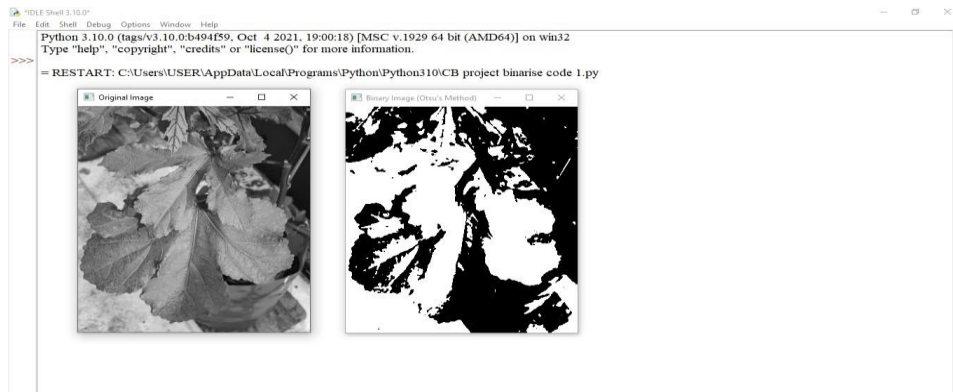 *IDLE Shell 3.10.0*
File Edit Shell Debug Options Window Help
Python 3.10.0 (tags/v3.10.0:b494f59, Oct 4 2021, 19:00:18) [MSC v.1929 64 bit (AMD64)] on win32
Type "help", "copyright", "credits" or "license()" for more information.
>>>
= RESTART: C:\Users\USER\AppData\Local\Programs\Python\Python310\CB project binarise code 1.py
Original Image
Binary Image (Otsu's Method)